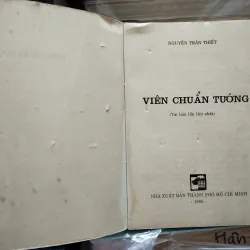 NGUYỄN TRẦN THIẾT
VIÊN CHUẨN TƯỚNG
(Tái bản lần thứ nhất)
NHÀ XUẤT BẢN THÀNH PHỐ HỒ CHÍ MINH
Hân